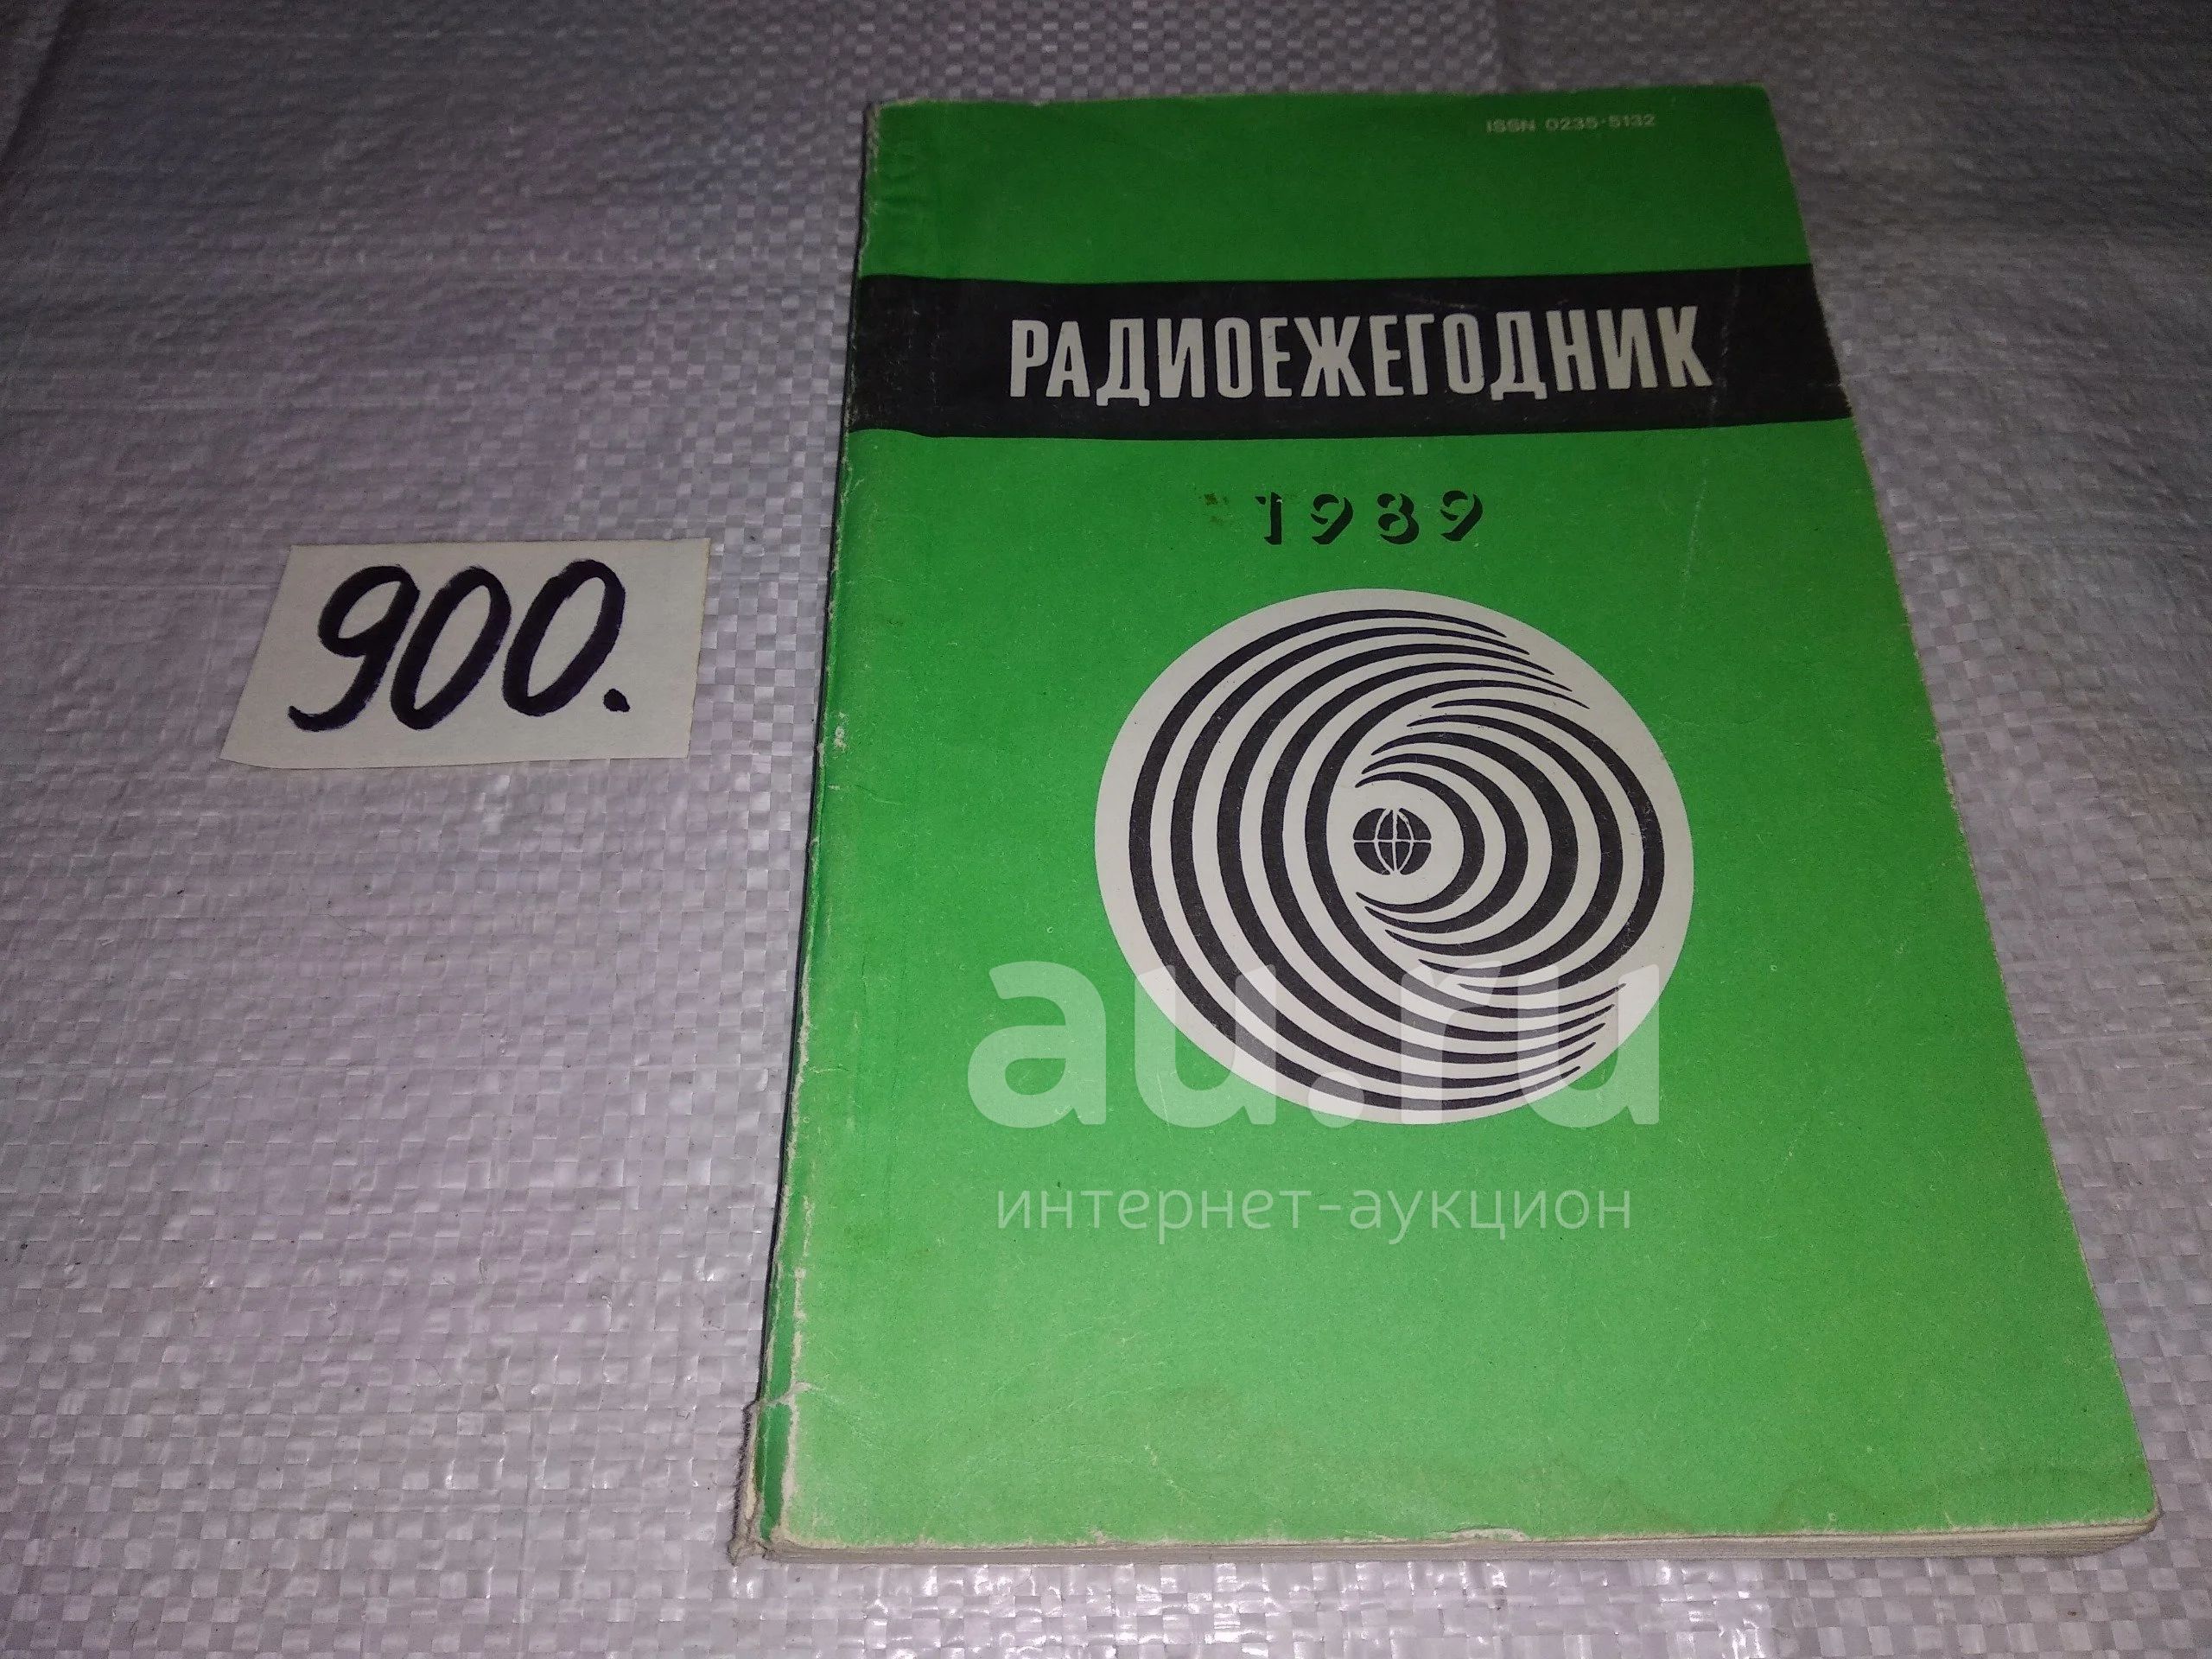 ISSN 0235-5132
РАДИОЕЖЕГОДНИК
1989
900.
au.ru
интернет-аукцион